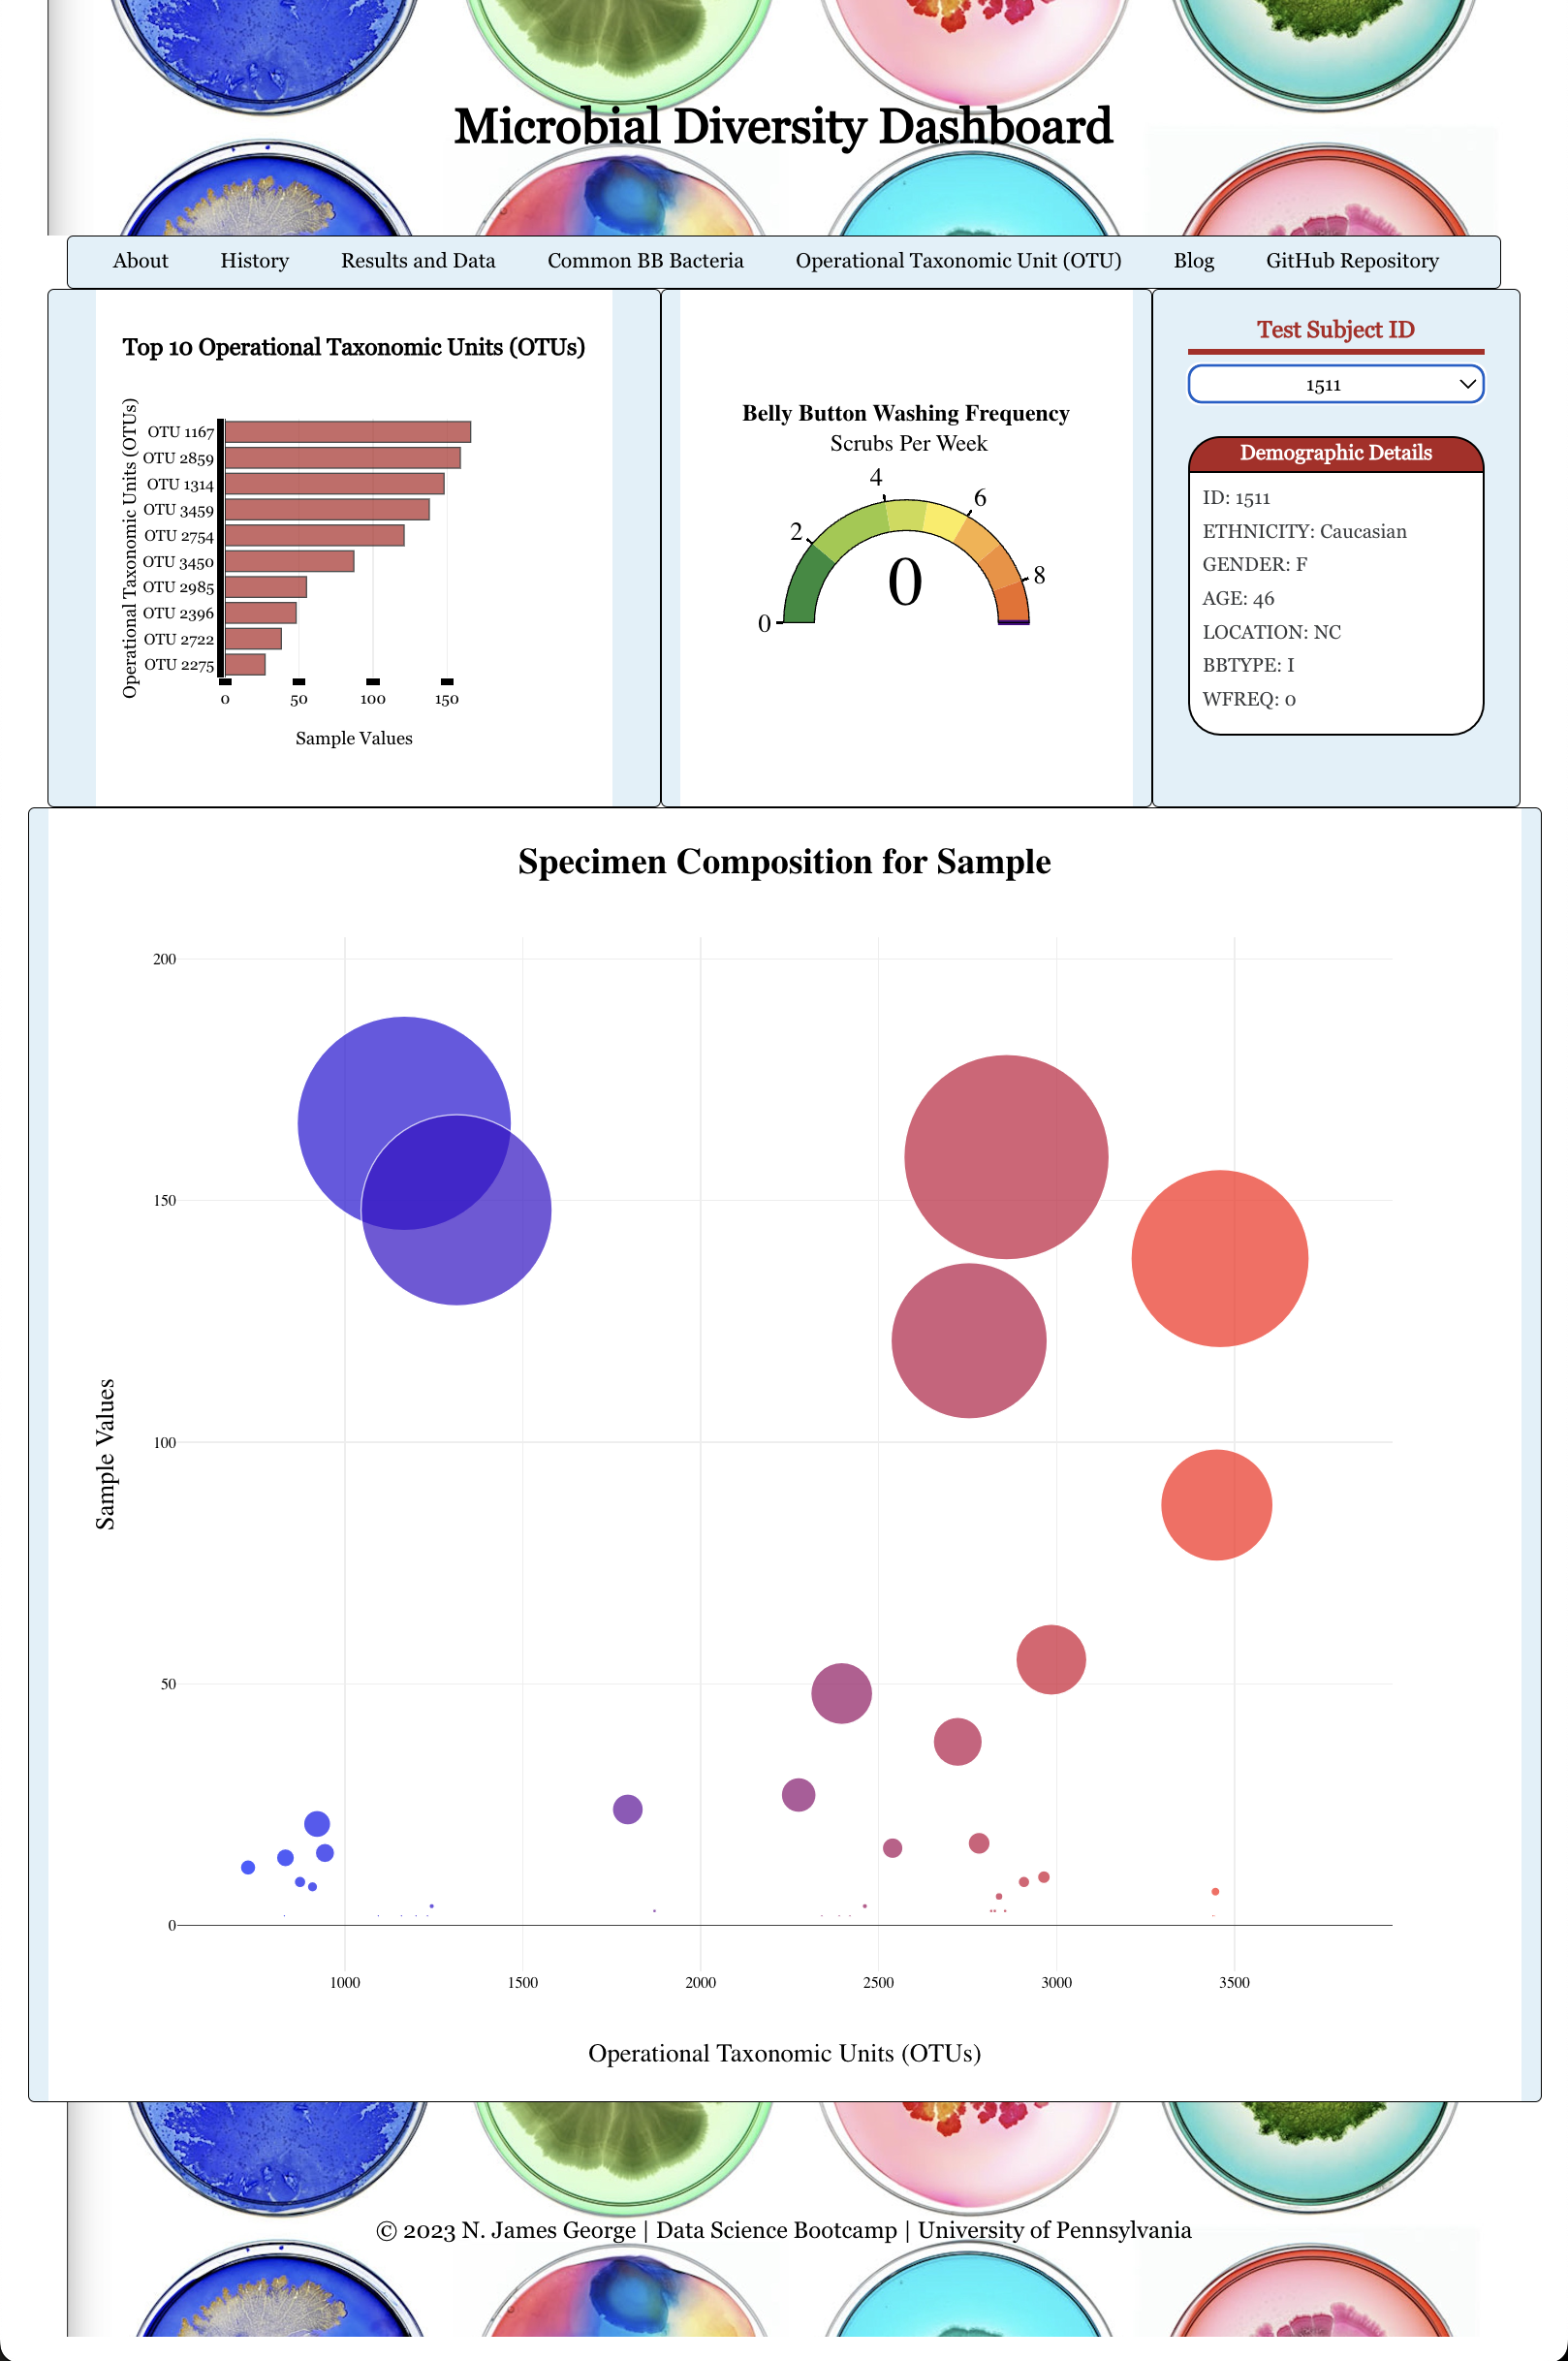 Microbial Diversity Dashboard
About History Results and Data Common BB Bacteria Operational Taxonomic Unit (OTU) Blog GitHub Repository
Top 10 Operational Taxonomic Units (OTUs)
Operational Taxonomic Units (OTUs)
OTU 1167
OTU 2859
OTU 1314
OTU 3459
OTU 2754
OTU 3450
OTU 2985
OTU 2396
OTU 2722
OTU 2275
0 50 100 150
Sample Values
Belly Button Washing Frequency
Scrubs Per Week
0 2 4 6 8
0
Test Subject ID
1511
Demographic Details
ID: 1511
ETHNICITY: Caucasian
GENDER: F
AGE: 46
LOCATION: NC
BBTYPE: I
WFREQ: 0
Specimen Composition for Sample
Sample Values
200
150
100
50
0
1000 1500 2000 2500 3000 3500
Operational Taxonomic Units (OTUs)
© 2023 N. James George | Data Science Bootcamp | University of Pennsylvania